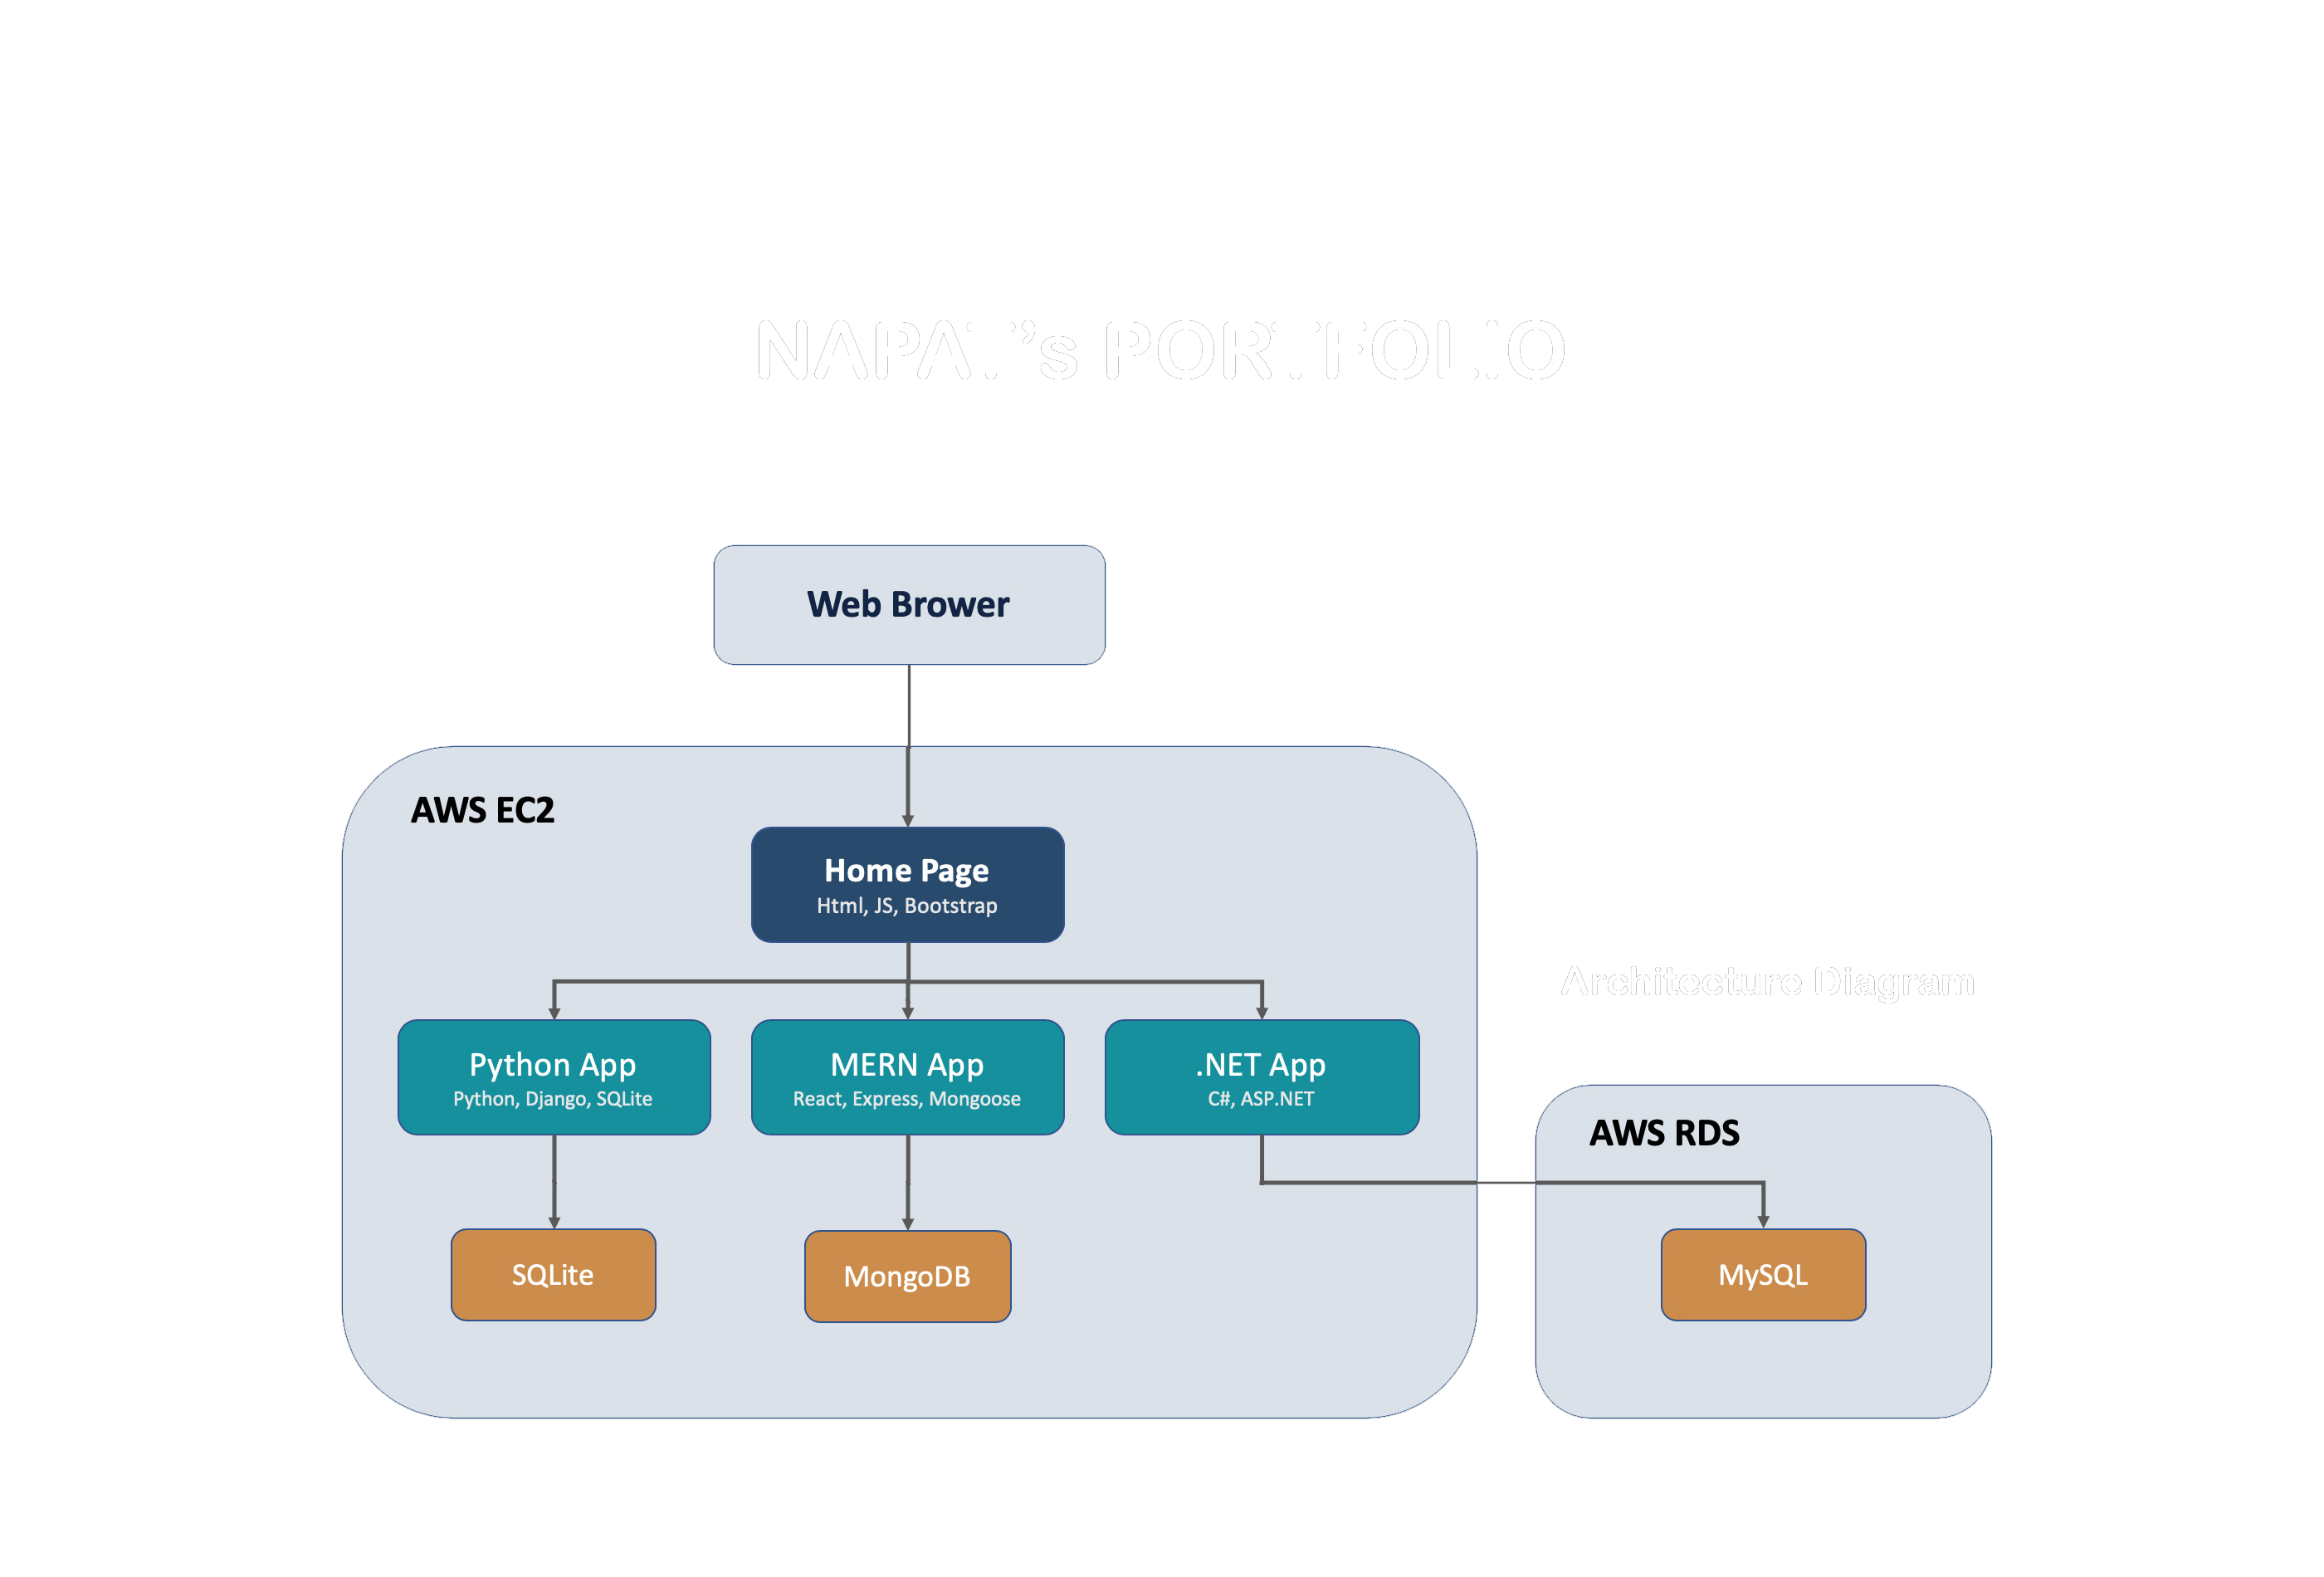 NAPAT’s PORTFOLIO
Web Brower
AWS EC2
Home Page
Html, JS, Bootstrap
Architecture Diagram
Python App
Python, Django, SQLite
MERN App
React, Express, Mongoose
.NET App
C#, ASP.NET
AWS RDS
SQLite
MongoDB
MySQL